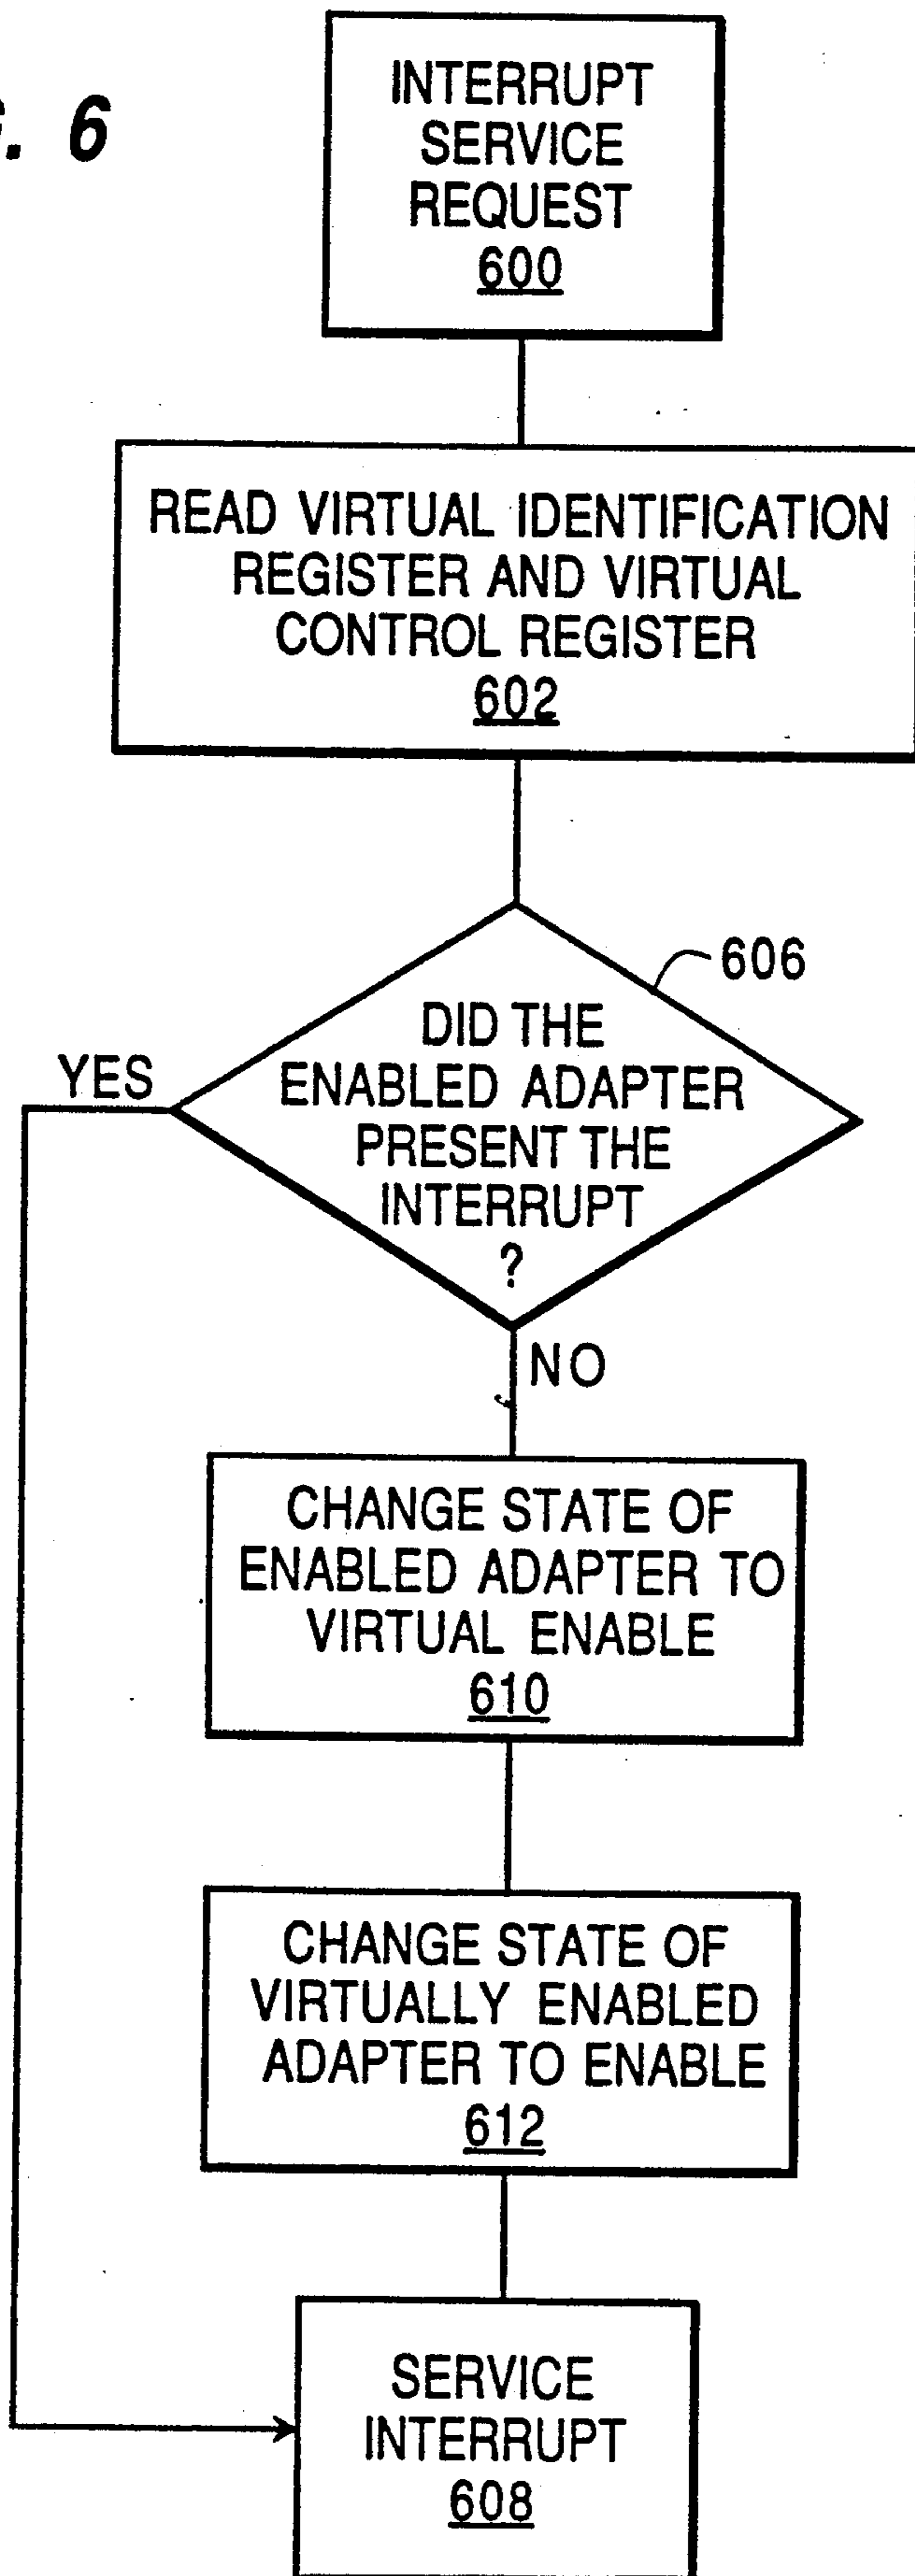 G. 6
INTERRUPT
SERVICE
REQUEST
600
READ VIRTUAL IDENTIFICATION
REGISTER AND VIRTUAL
CONTROL REGISTER
602
606
DID THE
ENABLED ADAPTER
PRESENT THE
INTERRUPT
?
YES
NO
CHANGE STATE OF
ENABLED ADAPTER TO
VIRTUAL ENABLE
610
CHANGE STATE OF
VIRTUALLY ENABLED
ADAPTER TO ENABLE
612
SERVICE
INTERRUPT
608